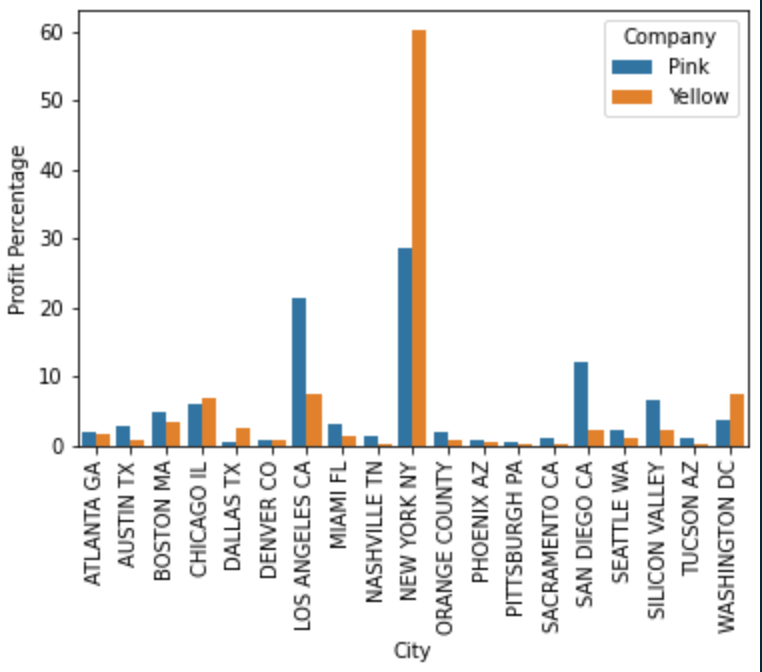 Company
Pink
Yellow
Profit Percentage
60
50
40
30
20
10
0
ATLANTA GA
AUSTIN TX
BOSTON MA
CHICAGO IL
DALLAS TX
DENVER CO
LOS ANGELES CA
MIAMI FL
NASHVILLE TN
NEW YORK NY
ORANGE COUNTY
PHOENIX AZ
PITTSBURGH PA
SACRAMENTO CA
SAN DIEGO CA
SEATTLE WA
SILICON VALLEY
TUCSON AZ
WASHINGTON DC
City